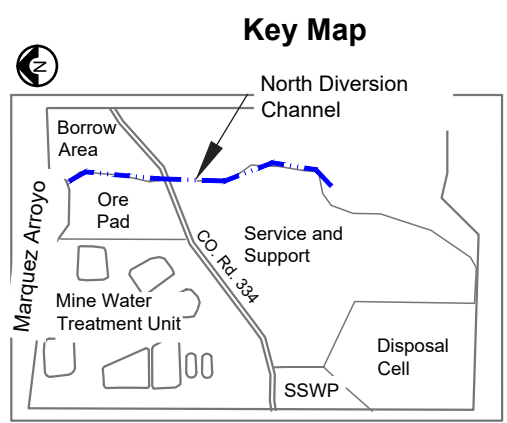 Key Map
N
North Diversion
Channel
Borrow
Area
Ore
Pad
Marquez Arroyo
CO. Rd. 334
Service and
Support
Mine Water
Treatment Unit
Disposal
Cell
SSWP